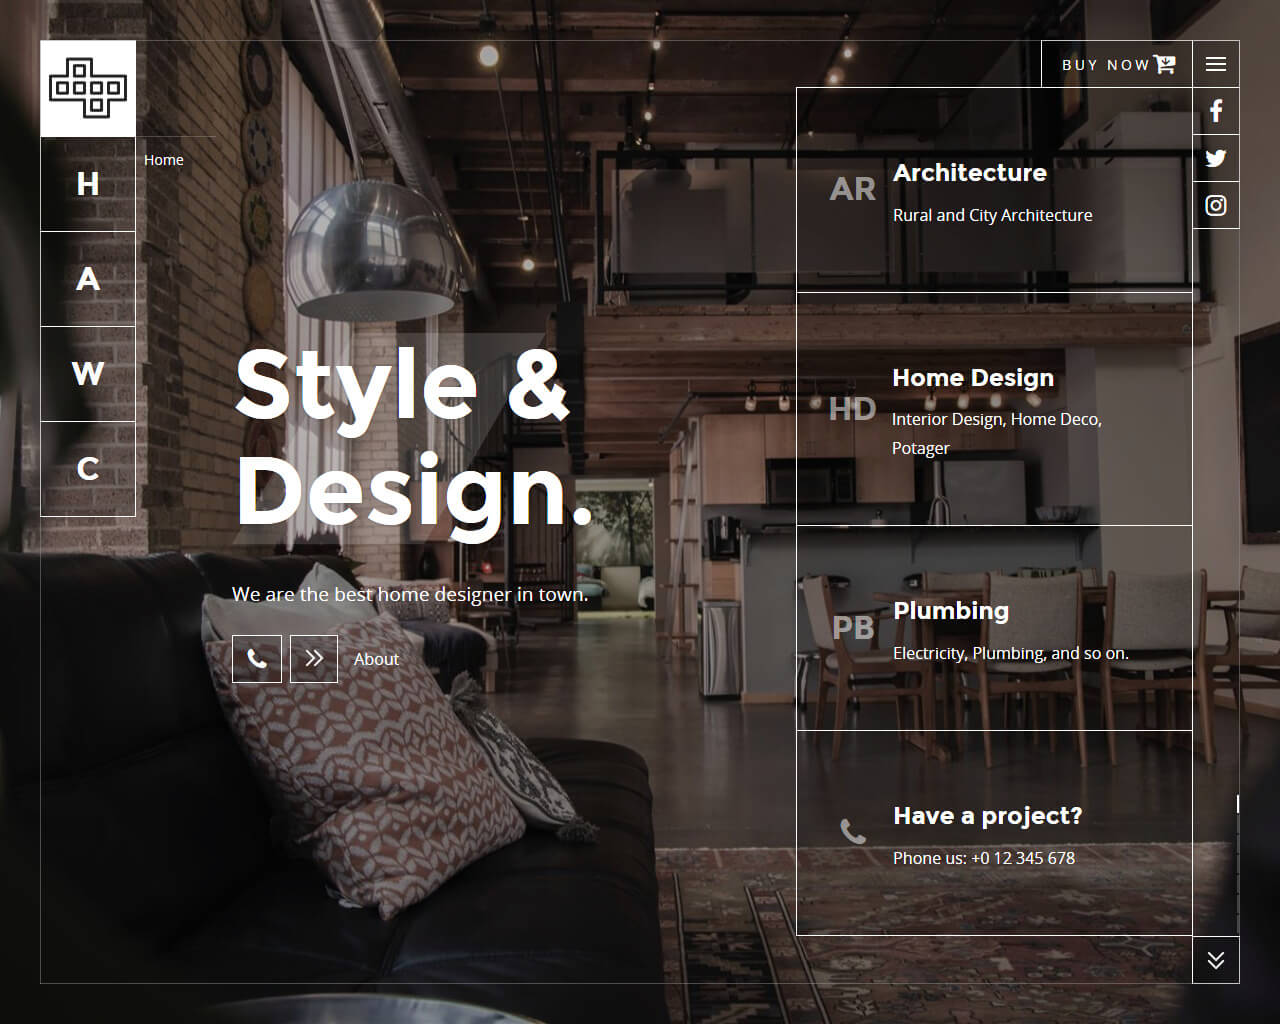 BUY NOW
Home
H
A
W
C
Style &
Design.
We are the best home designer in town.
About
AR
Architecture
Rural and City Architecture
HD
Home Design
Interior Design, Home Deco,
Potager
PB
Plumbing
Electricity, Plumbing, and so on.
Have a project?
Phone us: +0 12 345 678